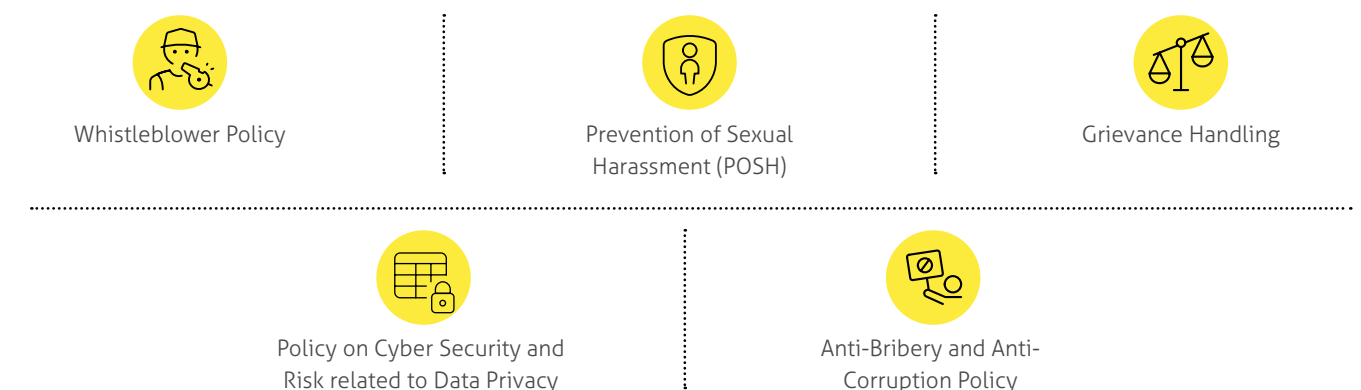 Whistleblower Policy
Prevention of Sexual
Harassment (POSH)
Grievance Handling
Policy on Cyber Security and
Risk related to Data Privacy
Anti-Bribery and Anti-
Corruption Policy